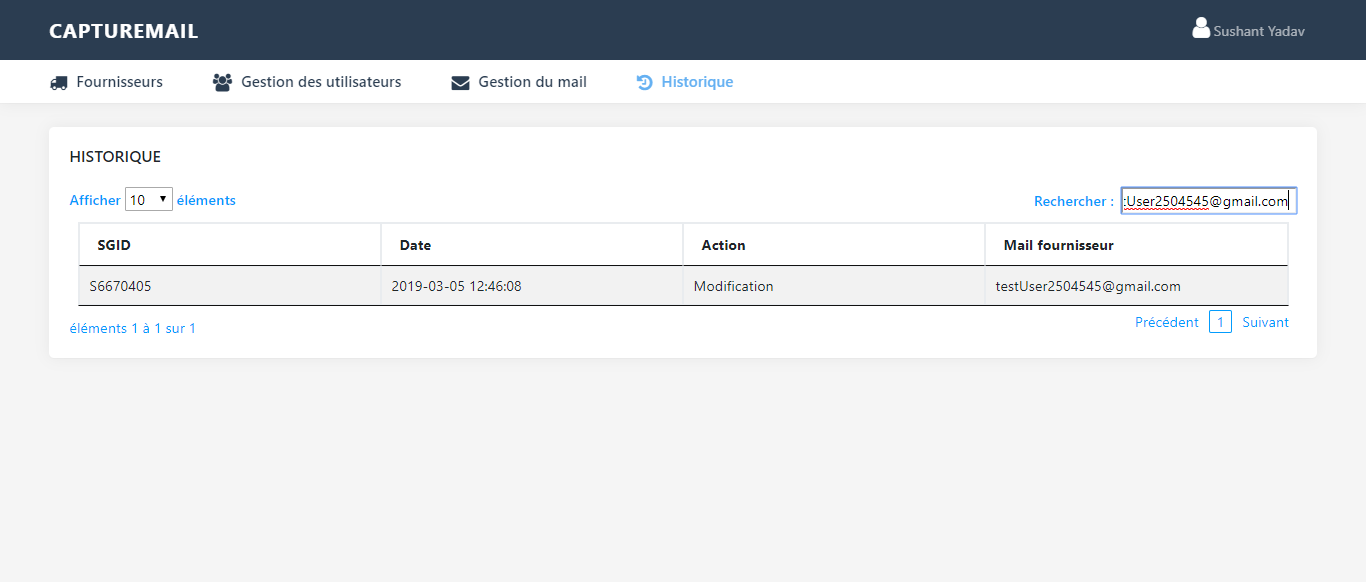 CAPTUREMAIL
Sushant Yadav
Fournisseurs Gestion des utilisateurs Gestion du mail Historique
HISTORIQUE
Afficher 10 éléments
Rechercher : :User2504545@gmail.com
SGID Date Action Mail fournisseur
S6670405 2019-03-05 12:46:08 Modification testUser2504545@gmail.com
éléments 1 à 1 sur 1
Précédent 1 Suivant